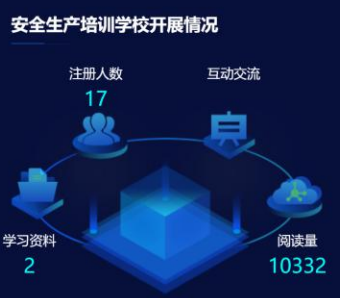 安全生产培训学校开展情况
注册人数
17
互动交流
学习资料
2
阅读量
10332